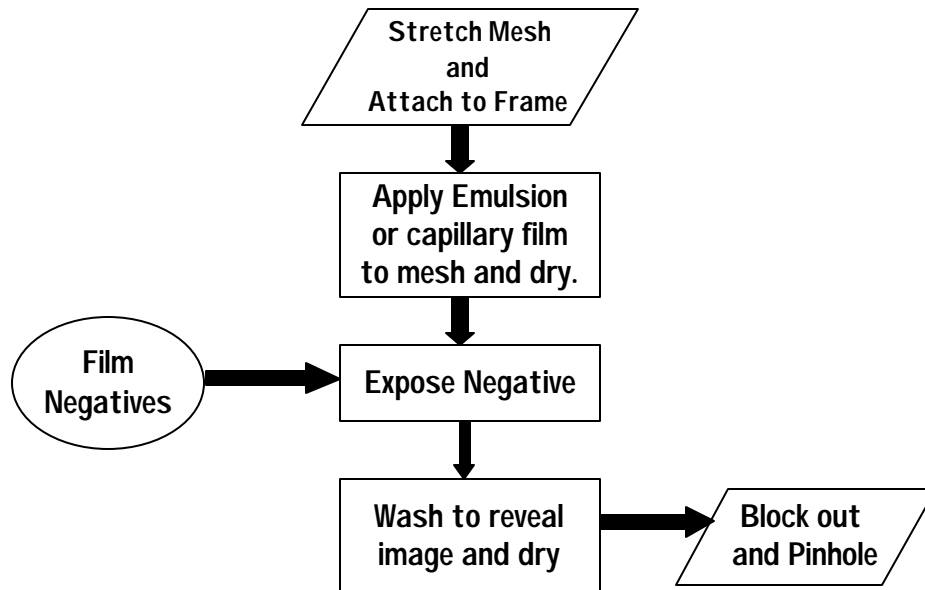 Stretch Mesh
and
Attach to Frame
Apply Emulsion
or capillary film
to mesh and dry.
Film
Negatives
Expose Negative
Wash to reveal
image and dry
Block out
and Pinhole